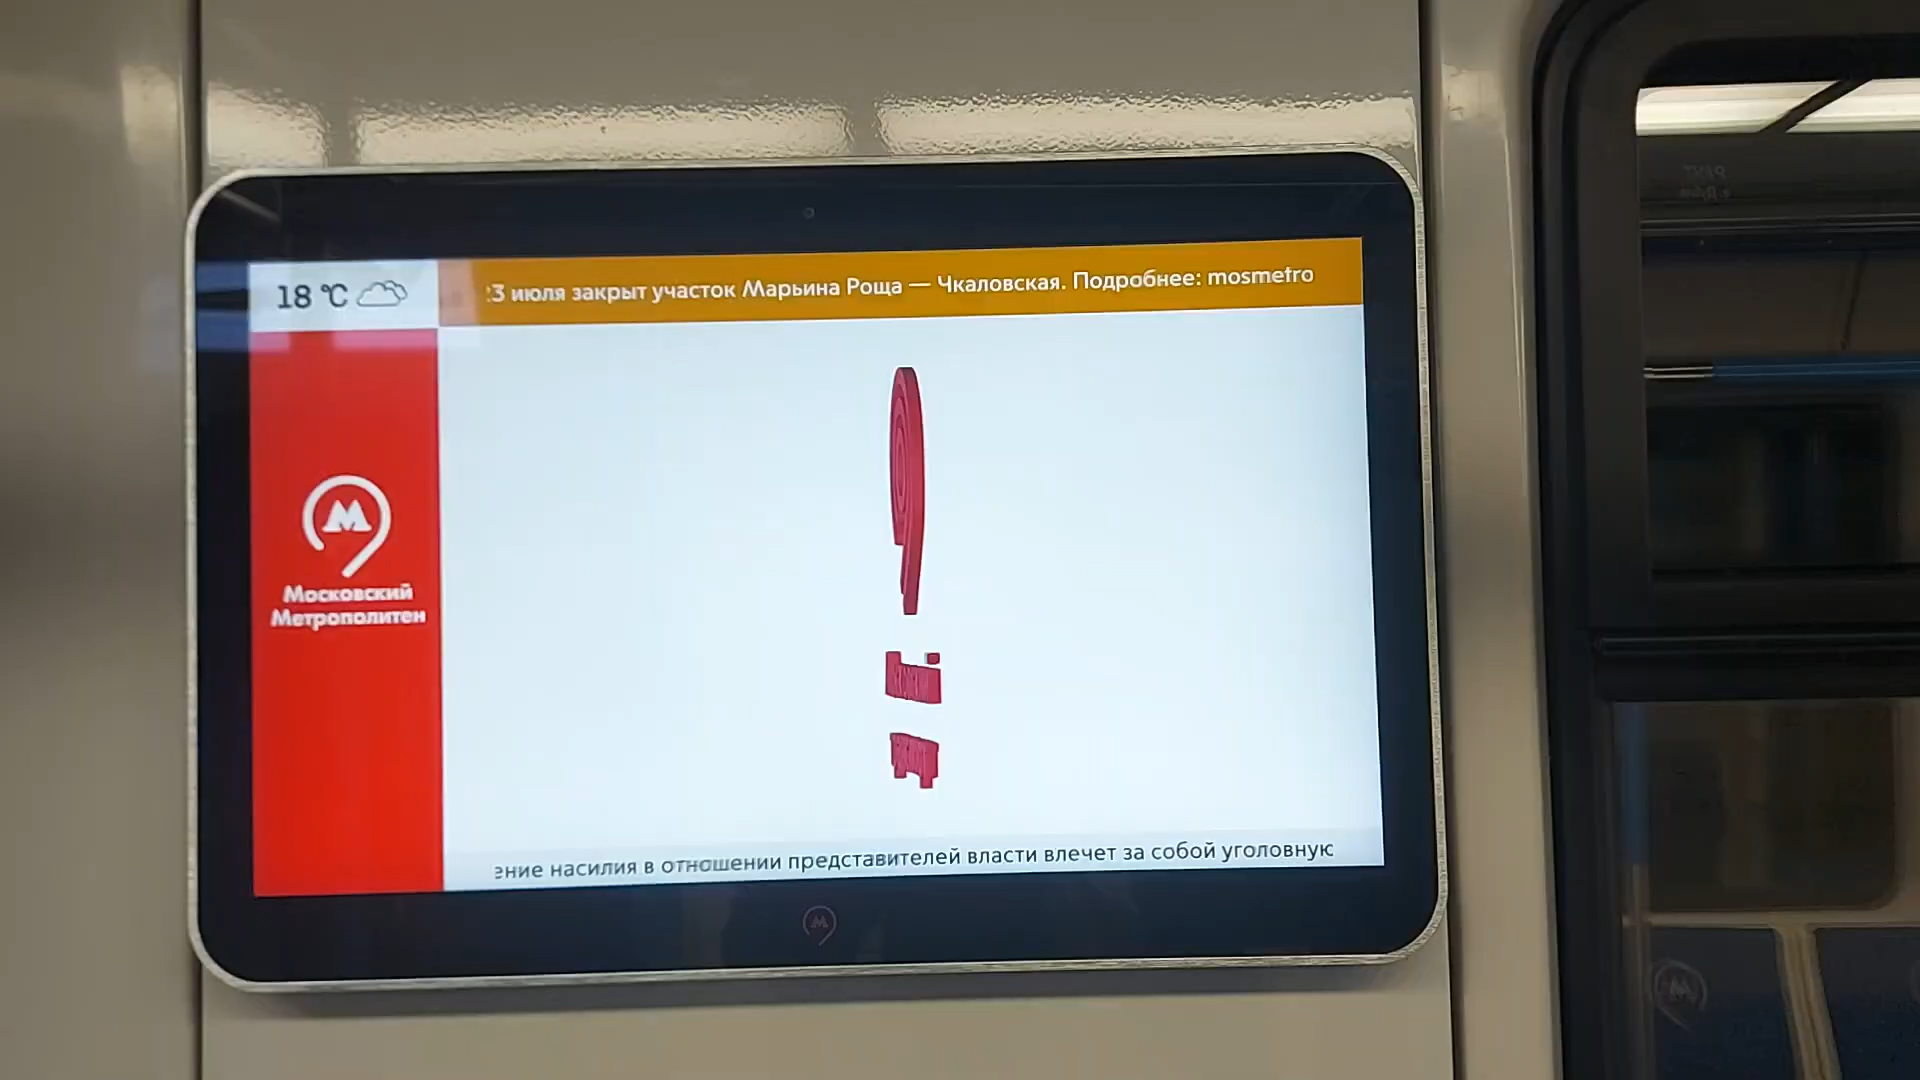 18 °C
3 июля закрыт участок Марьина Роща — Чкаловская. Подробнее: mosmetro
М
Московский
Метрополитен
ение насилия в отношении представителей власти влечет за собой уголовную